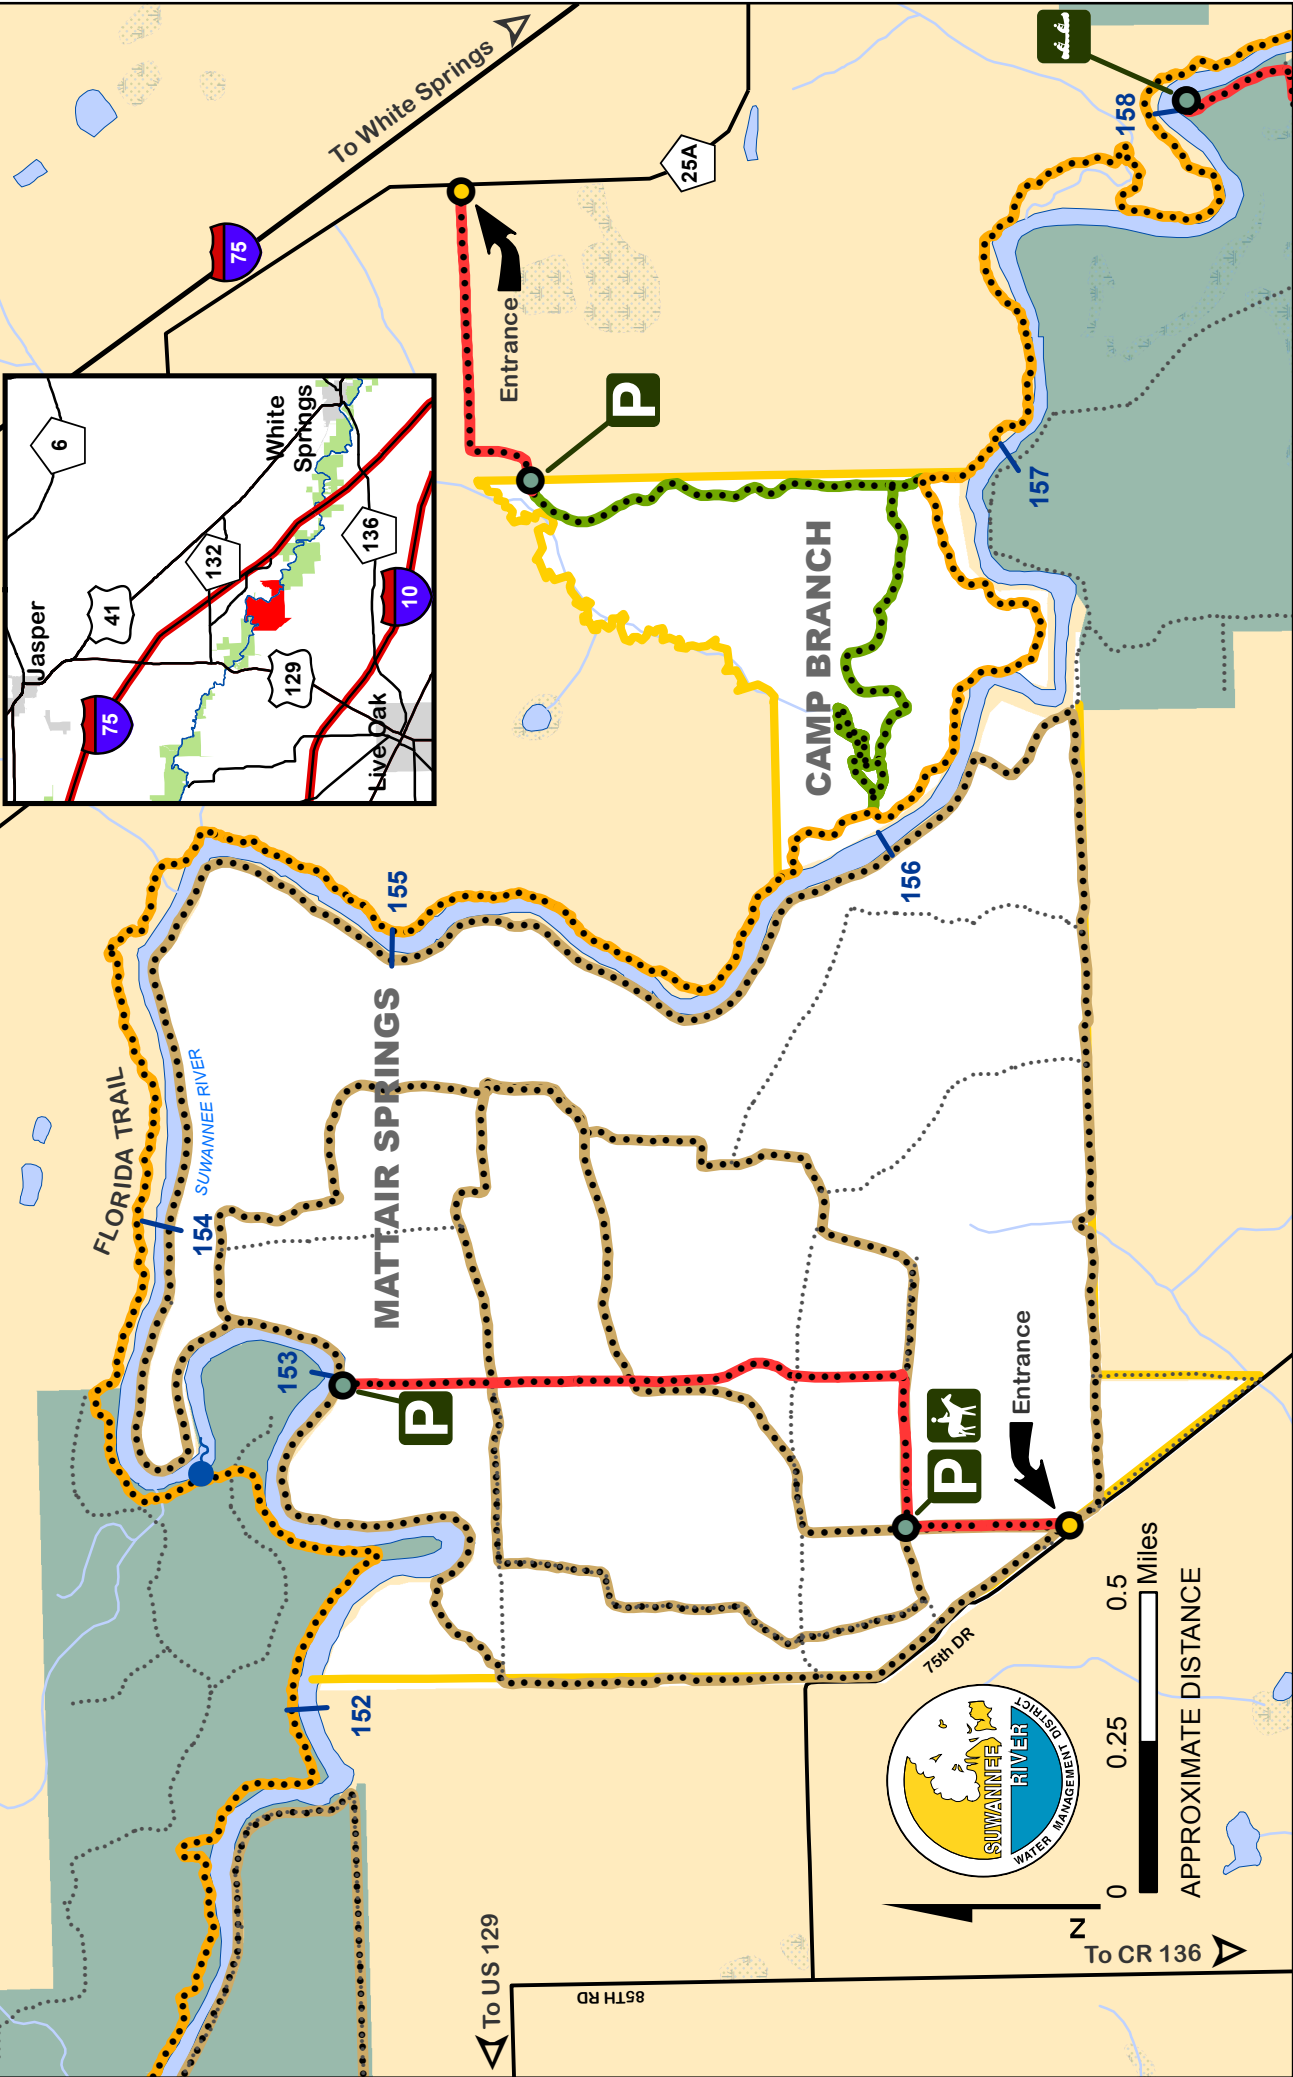 To White Springs
75
25A
Entrance
P
158
157
CAMP BRANCH
6
Jasper
41
132
White
Springs
136
75
129
10
Live Oak
156
155
FLORIDA TRAIL
SUWANNEE RIVER
154
MATTAIR SPRINGS
153
P
P
Entrance
152
75th DR
SUWANNEE
RIVER
WATER MANAGEMENT DISTRICT
0 0.25 0.5 Miles
APPROXIMATE DISTANCE
N
To CR 136
To US 129
85TH RD